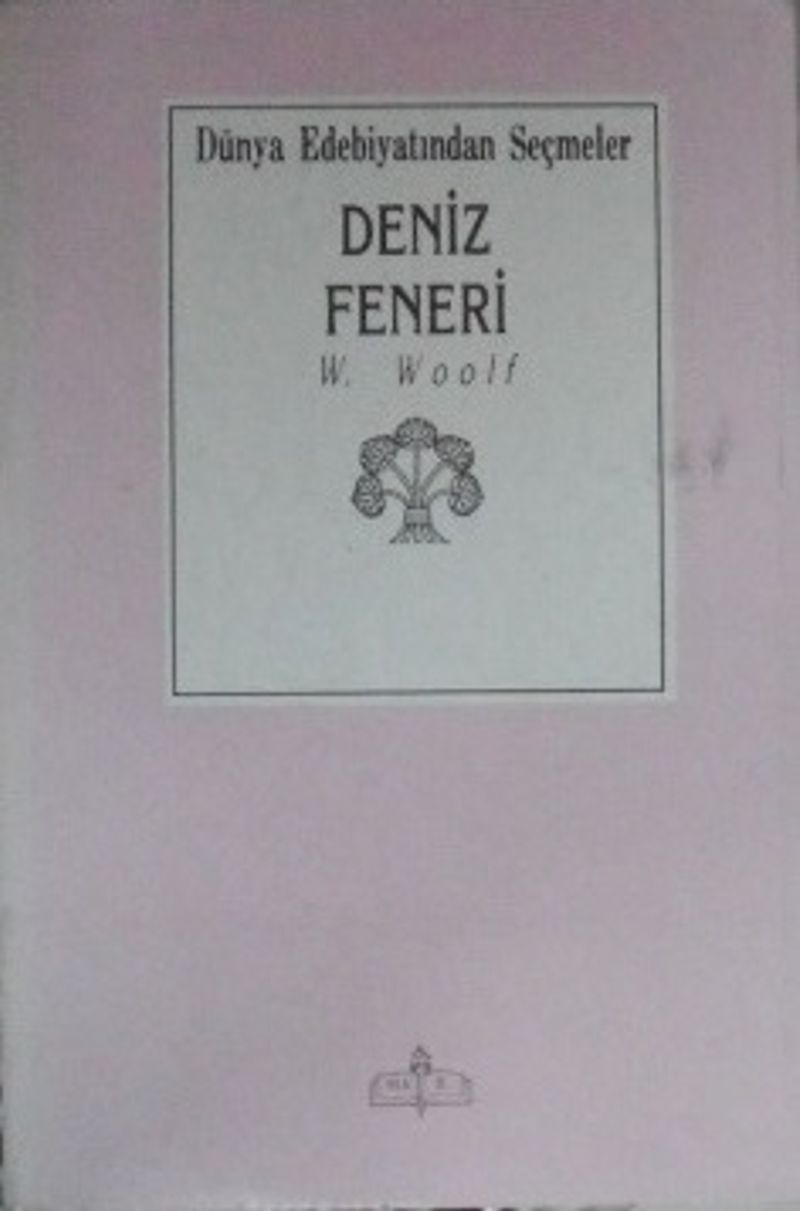 Dünya Edebiyatından Seçmeler
DENİZ
FENERİ
W. Woolf